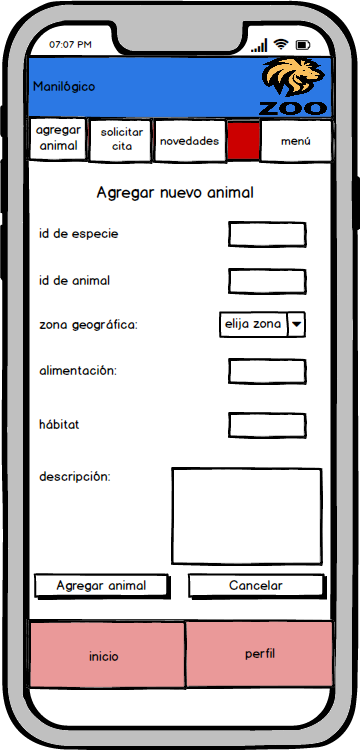 07:07 PM
Manilógico
ZOO
agregar
animal
solicitar
cita
novedades
menú
Agregar nuevo animal
id de especie
id de animal
zona geográfica:
elija zona
alimentación:
hábitat
descripción:
Agregar animal
Cancelar
inicio
perfil